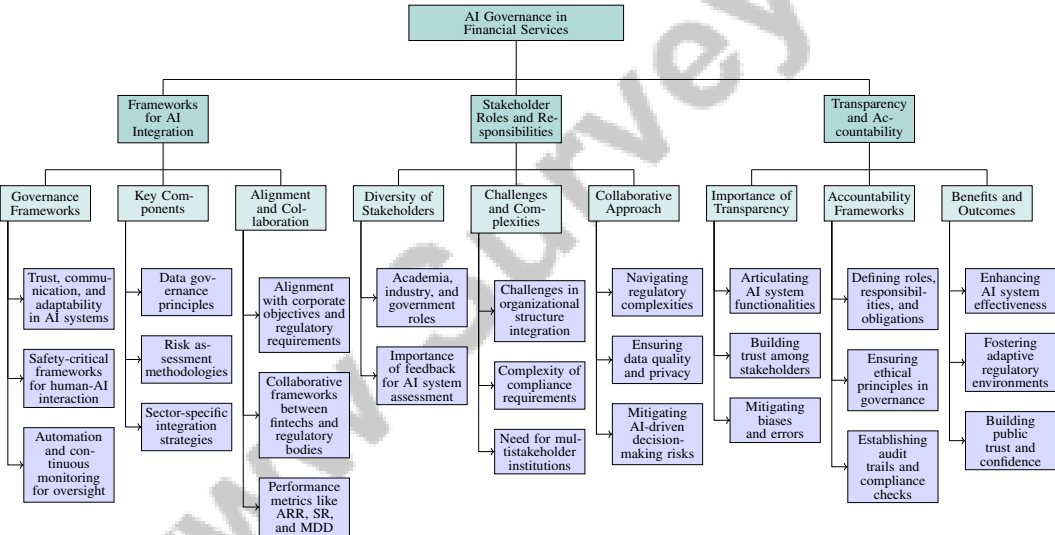 AI Governance in
Financial Services
Frameworks
for AI
Integration
Stakeholder
Roles and Re-
sponsibilities
Transparency
and Ac-
countability
Governance
Frameworks
Key Com-
ponents
Alignment
and Col-
laboration
Diversity of
Stakeholders
Challenges
and Com-
plexities
Collaborative
Approach
Importance of
Transparency
Accountability
Frameworks
Benefits and
Outcomes
Trust, commu-
nication, and
adaptability
in AI systems
Safety-critical
frameworks
for human-AI
interaction
Automation
and con-
tinuous
monitoring
for oversight
Data gov-
ernance
principles
Risk as-
sessment
methodologies
Sector-specific
integration
strategies
Alignment
with corporate
objectives and
regulatory
requirements
Collaborative
frameworks
between
fintechs and
regulatory
bodies
Performance
metrics like
ARR, SR,
and MDD
Academia,
industry, and
government
roles
Importance
of feedback
for AI system
assessment
Challenges in
organizational
structure
integration
Complexity of
compliance
requirements
Need for mul-
tistakeholder
institutions
Navigating
regulatory
complexities
Ensuring
data quality
and privacy
Mitigating
AI-driven
decision-
making risks
Articulating
AI system
functionalities
Building
trust among
stakeholders
Mitigating
biases
and errors
Defining roles,
responsibil-
ities, and
obligations
Ensuring
ethical
principles in
governance
Establishing
audit
trails and
compliance
checks
Enhancing
AI system
effectiveness
Fostering
adaptive
regulatory
environments
Building
public
trust and
confidence